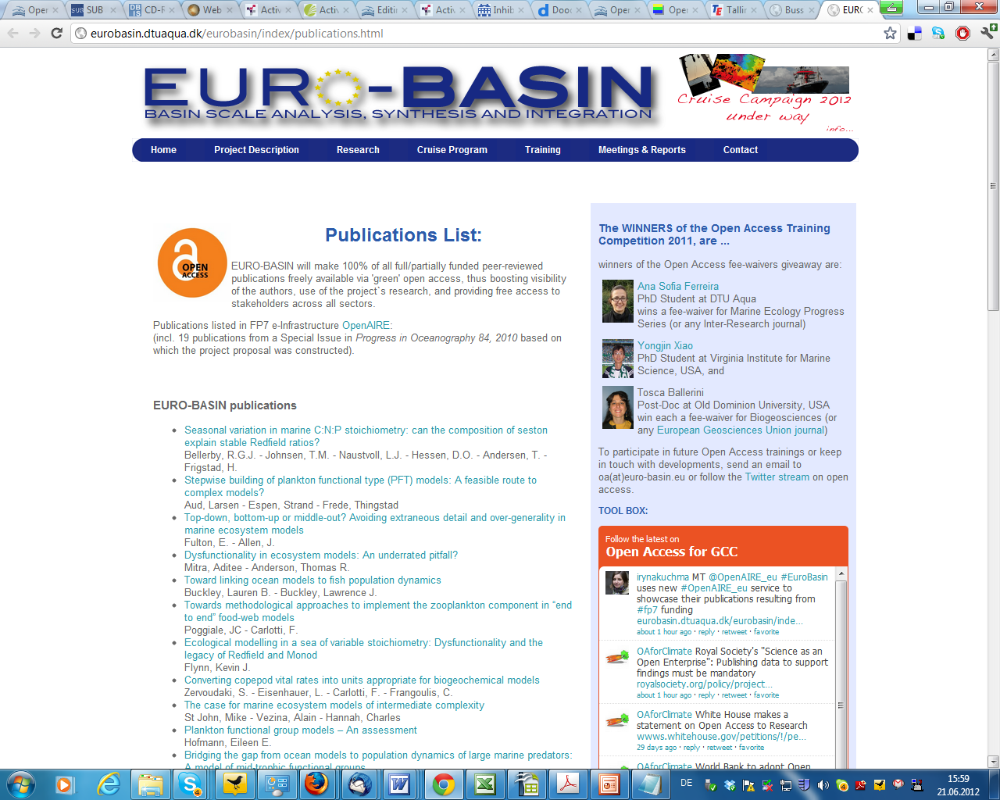 Open
SUB
CD-R
Web
Activ
Activ
Editi
Activ
Inhib
Doo
Oper
Open
Tallir
Buss
EUR
eurobasin.dtuaqua.dk/eurobasin/index/publications.html
EURO-BASIN
BASIN SCALE ANALYSIS, SYNTHESIS AND INTEGRATION
Cruise Campaign 2012
under way
info...
Home Project Description Research Cruise Program Training Meetings & Reports Contact
OPEN
ACCESS
Publications List:
EURO-BASIN will make 100% of all full/partially funded peer-reviewed
publications freely available via 'green' open access, thus boosting visibility
of the authors, use of the project`s research, and providing free access to
stakeholders across all sectors.
Publications listed in FP7 e-Infrastructure OpenAIRE:
(incl. 19 publications from a Special Issue in Progress in Oceanography 84, 2010 based on
which the project proposal was constructed).
EURO-BASIN publications
Seasonal variation in marine C:N:P stoichiometry: can the composition of seston
explain stable Redfield ratios?
Bellerby, R.G.J. - Johnsen, T.M. - Naustvoll, L.J. - Hessen, D.O. - Andersen, T. -
Frigstad, H.
Stepwise building of plankton functional type (PFT) models: A feasible route to
complex models?
Aud, Larsen - Espen, Strand - Frede, Thingstad
Top-down, bottom-up or middle-out? Avoiding extraneous detail and over-generality in
marine ecosystem models
Fulton, E. - Allen, J.
Dysfunctionality in ecosystem models: An underrated pitfall?
Mitra, Aditee - Anderson, Thomas R.
Toward linking ocean models to fish population dynamics
Buckley, Lauren B. - Buckley, Lawrence J.
Towards methodological approaches to implement the zooplankton component in “end
to end” food-web models
Poggiale, JC - Carlotti, F.
Ecological modelling in a sea of variable stoichiometry: Dysfunctionality and the
legacy of Redfield and Monod
Flynn, Kevin J.
Converting copepod vital rates into units appropriate for biogeochemical models
Zervoudaki, S. - Eisenhauer, L. - Carlotti, F. - Frangoulis, C.
The case for marine ecosystem models of intermediate complexity
St John, Mike - Vezina, Alain - Hannah, Charles
Plankton functional group models – An assessment
Hofmann, Eileen E.
Bridging the gap from ocean models to population dynamics of large marine predators:
A model of mid-trophic functional groups
The WINNERS of the Open Access Training
Competition 2011, are ...
winners of the Open Access fee-waivers giveaway are:
Ana Sofia Ferreira
PhD Student at DTU Aqua
wins a fee-waiver for Marine Ecology Progress
Series (or any Inter-Research journal)
Yongjin Xiao
PhD Student at Virginia Institute for Marine
Science, USA, and
Tosca Ballerini
Post-Doc at Old Dominion University, USA
win each a fee-waiver for Biogeosciences (or
any European Geosciences Union journal)
To participate in future Open Access trainings or keep
in touch with developments, send an email to
oa(at)euro-basin.eu or follow the Twitter stream on open
access.
TOOL BOX:
Follow the latest on
Open Access for GCC
irynakuchma MT @OpenAIRE_eu #EuroBasin
uses new #OpenAIRE_eu service to
showcase their publications resulting from
#fp7 funding
eurobasin.dtuaqua.dk/eurobasin/inde...
about 1 hour ago · reply · retweet · favorite
OAforClimate Royal Society's "Science as an
Open Enterprise": Publishing data to support
findings must be mandatory
royalsociety.org/policy/project...
about 1 hour ago · reply · retweet · favorite
OAforClimate White House makes a
statement on Open Access to Research
wwws.whitehouse.gov/petitions/!/pe...
29 days ago · reply · retweet · favorite
OAforClimate World Bank to adopt Open
DE
15:59
21.06.2012